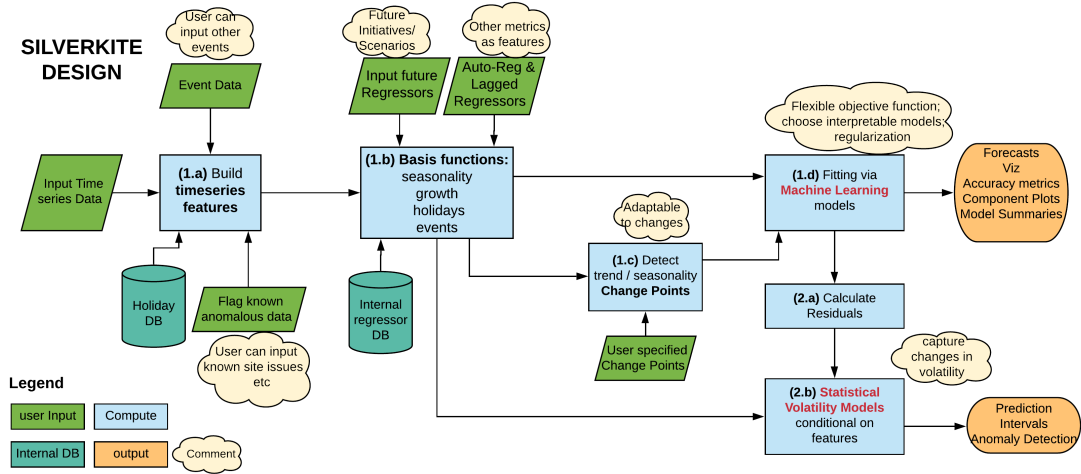 SILVERKITE
DESIGN
User can
input other
events
Event Data
Input Time
series Data
(1.a) Build
timeseries
features
Holiday
DB
Flag known
anomalous data
User can input
known site issues
etc
Future
Initiatives/
Scenarios
Input future
Regressors
Other metrics
as features
Auto-Reg &
Lagged
Regressors
(1.b) Basis functions:
seasonality
growth
holidays
events
Internal
regressor
DB
Adaptable
to changes
(1.c) Detect
trend / seasonality
Change Points
User specified
Change Points
Flexible objective function;
choose interpretable models;
regularization
(1.d) Fitting via
Machine Learning
models
Forecasts
Viz
Accuracy metrics
Component Plots
Model Summaries
(2.a) Calculate
Residuals
capture
changes in
volatility
(2.b) Statistical
Volatility Models
conditional on
features
Prediction
Intervals
Anomaly Detection
Legend
user Input
Compute
Internal DB
output
Comment